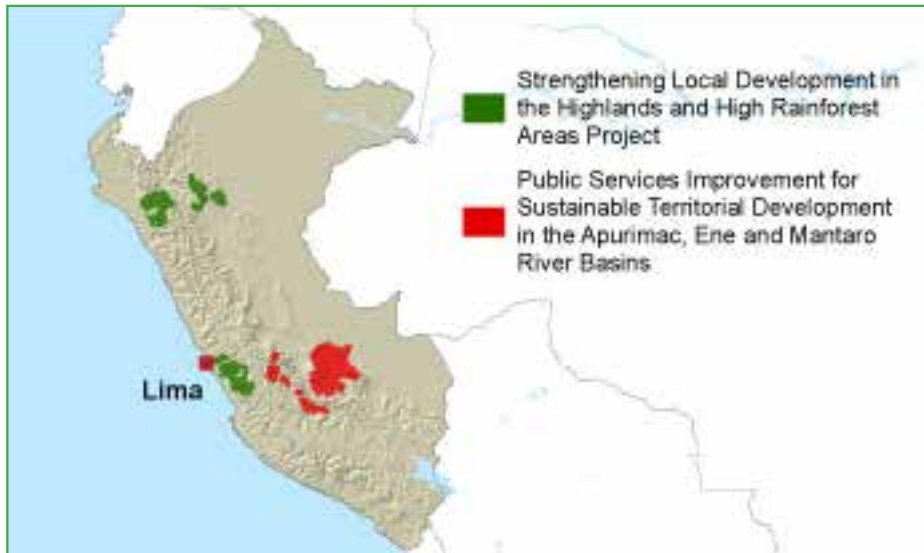 Strengthening Local Development in
the Highlands and High Rainforest
Areas Project
Public Services Improvement for
Sustainable Territorial Development
in the Apurimac, Ene and Mantaro
River Basins
Lima